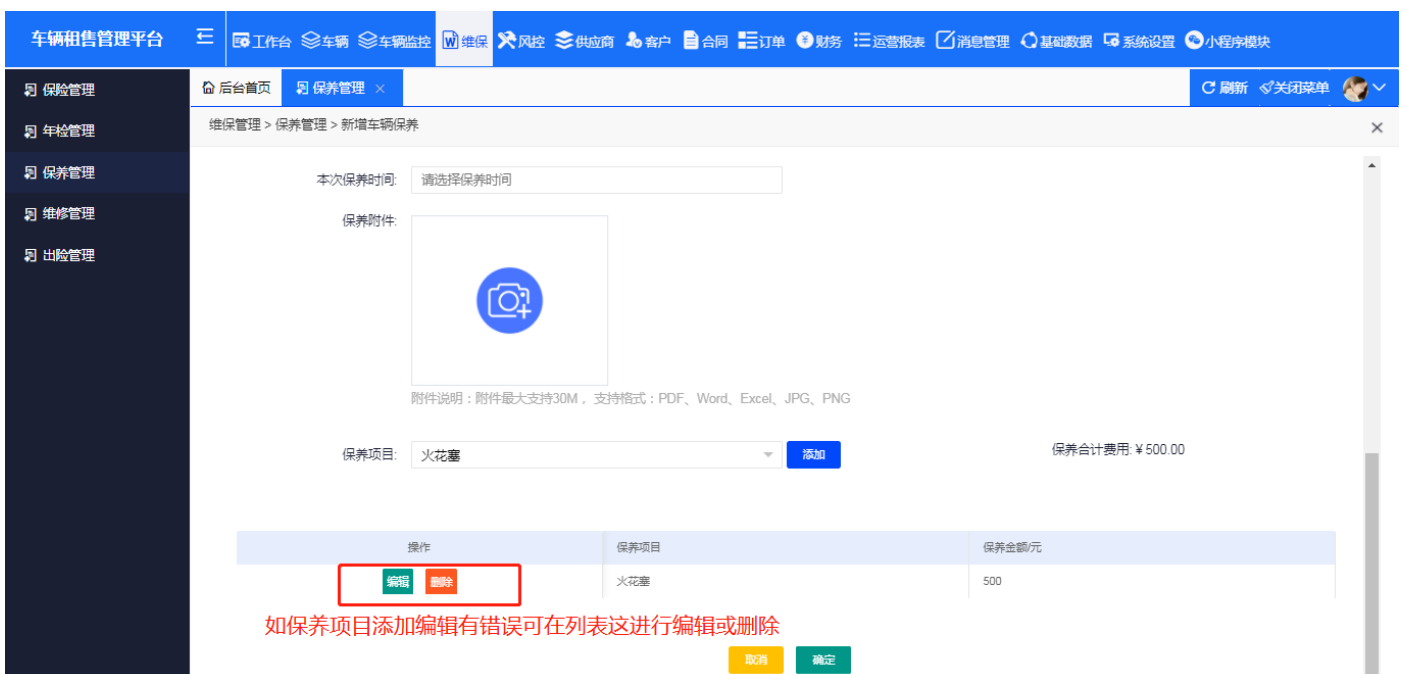 车辆租售管理平台 工作台 车辆 车辆监控 维保 风控 供应商 客户 合同 订单 财务 运营报表 消息管理 基础数据 系统设置 小程序模块
保险管理 后台首页 保养管理 × 刷新 关闭菜单
维保管理 > 保养管理 > 新增车辆保养
年检管理
保养管理
本次保养时间: 请选择保养时间
维修管理
保养附件:
出险管理
附件说明：附件最大支持30M， 支持格式：PDF、Word、Excel、JPG、PNG
保养项目: 火花塞 添加 保养合计费用:￥500.00
操作 保养项目 保养金额/元
编辑 删除 火花塞 500
如保养项目添加编辑有错误可在列表这进行编辑或删除
取消 确定